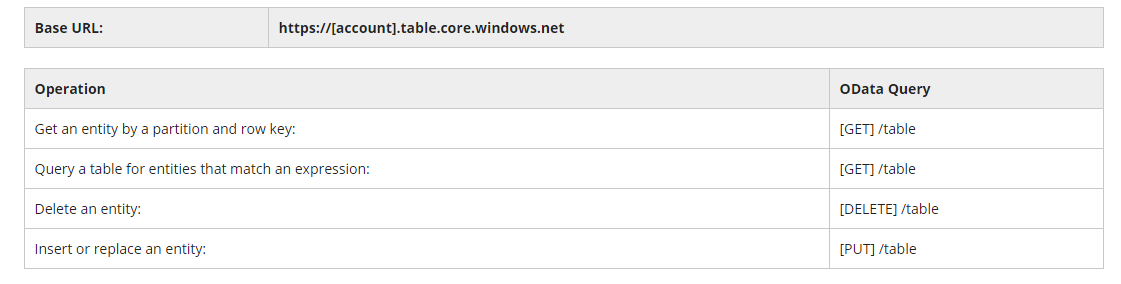 Base URL: https://[account].table.core.windows.net
Operation OData Query
Get an entity by a partition and row key: [GET] /table
Query a table for entities that match an expression: [GET] /table
Delete an entity: [DELETE] /table
Insert or replace an entity: [PUT] /table